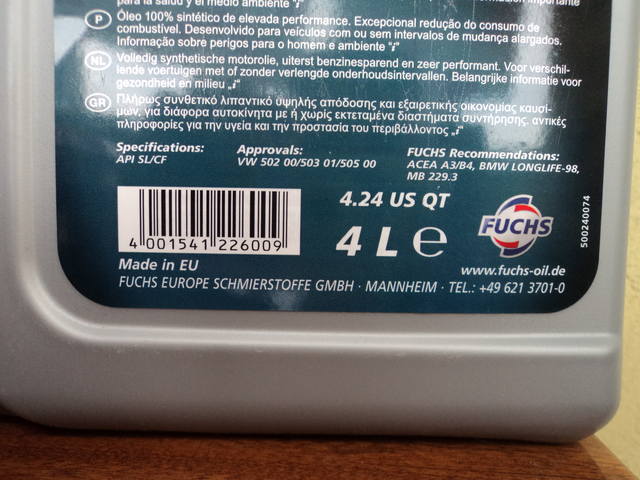 para la salud y el medio ambiente "i"
P Óleo 100% sintético de elevada performance. Excepcional redução do consumo de
combustível. Desenvolvido para veículos com ou sem intervalos de mudança alargados.
Informação sobre perigos para o homem e ambiente "i"
NL Volledig synthetische motorolie, uiterst benzinesparend en zeer performant. Voor verschil-
lende voertuigen met of zonder verlengde onderhoudsintervallen. Belangrijke informatie voor
gezondheid en milieu „i"
GR Πλήρως συνθετικό λιπαντικό υψηλής απόδοσης και εξαιρετικής οικονομίας καυσί-
μων, για διάφορα αυτοκίνητα με ή χωρίς εκτεταμένα διαστήματα συντήρησης. αντικές
πληροφορίες για την υγεία και την προστασία του περιβάλλοντος „i"
Specifications:
API SL/CF
Approvals:
VW 502 00/503 01/505 00
FUCHS Recommendations:
ACEA A3/B4, BMW LONGLIFE-98,
MB 229.3
4 001541 226009
4.24 US QT
4 L e
FUCHS
500240074
Made in EU
www.fuchs-oil.de
FUCHS EUROPE SCHMIERSTOFFE GMBH · MANNHEIM · TEL.: +49 621 3701-0